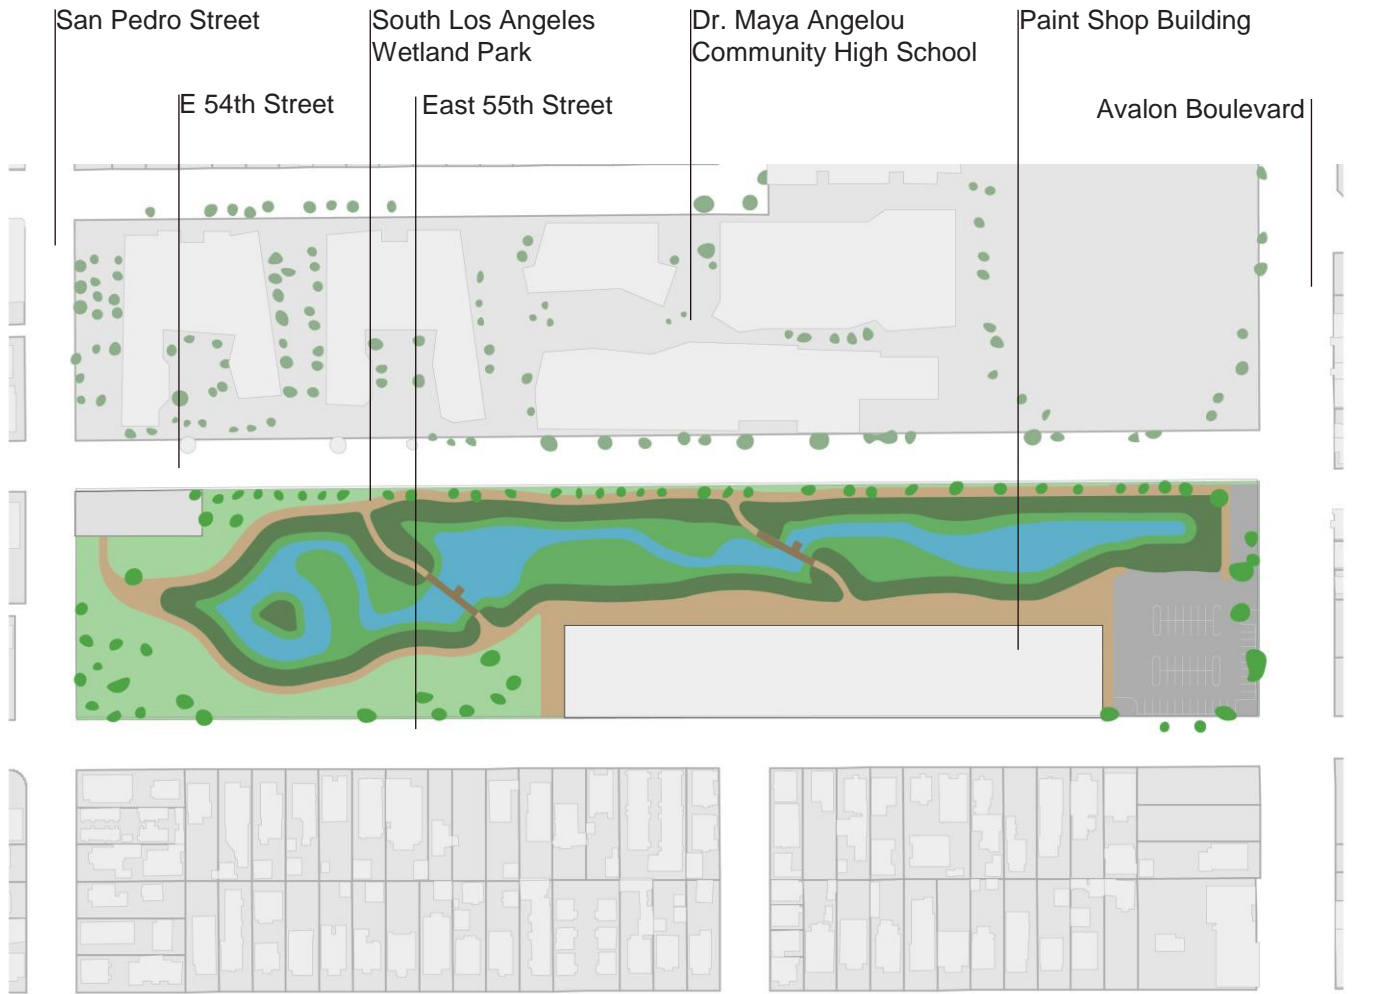 San Pedro Street
South Los Angeles
Wetland Park
Dr. Maya Angelou
Community High School
Paint Shop Building
E 54th Street
East 55th Street
Avalon Boulevard